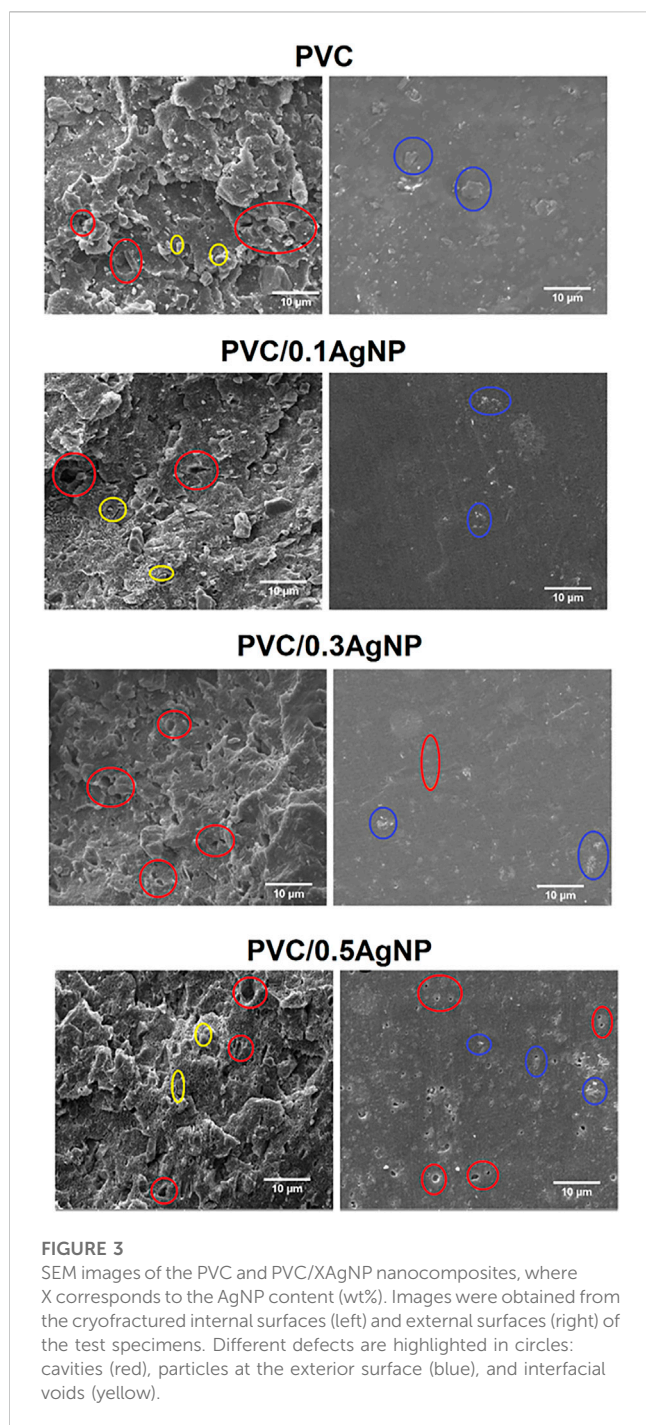 PVC
10 µm
10 µm
PVC/0.1AgNP
10 µm
10 µm
PVC/0.3AgNP
10 µm
10 µm
PVC/0.5AgNP
10 µm
10 µm
FIGURE 3
SEM images of the PVC and PVC/XAgNP nanocomposites, where
X corresponds to the AgNP content (wt%). Images were obtained from
the cryofractured internal surfaces (left) and external surfaces (right) of
the test specimens. Different defects are highlighted in circles:
cavities (red), particles at the exterior surface (blue), and interfacial
voids (yellow).